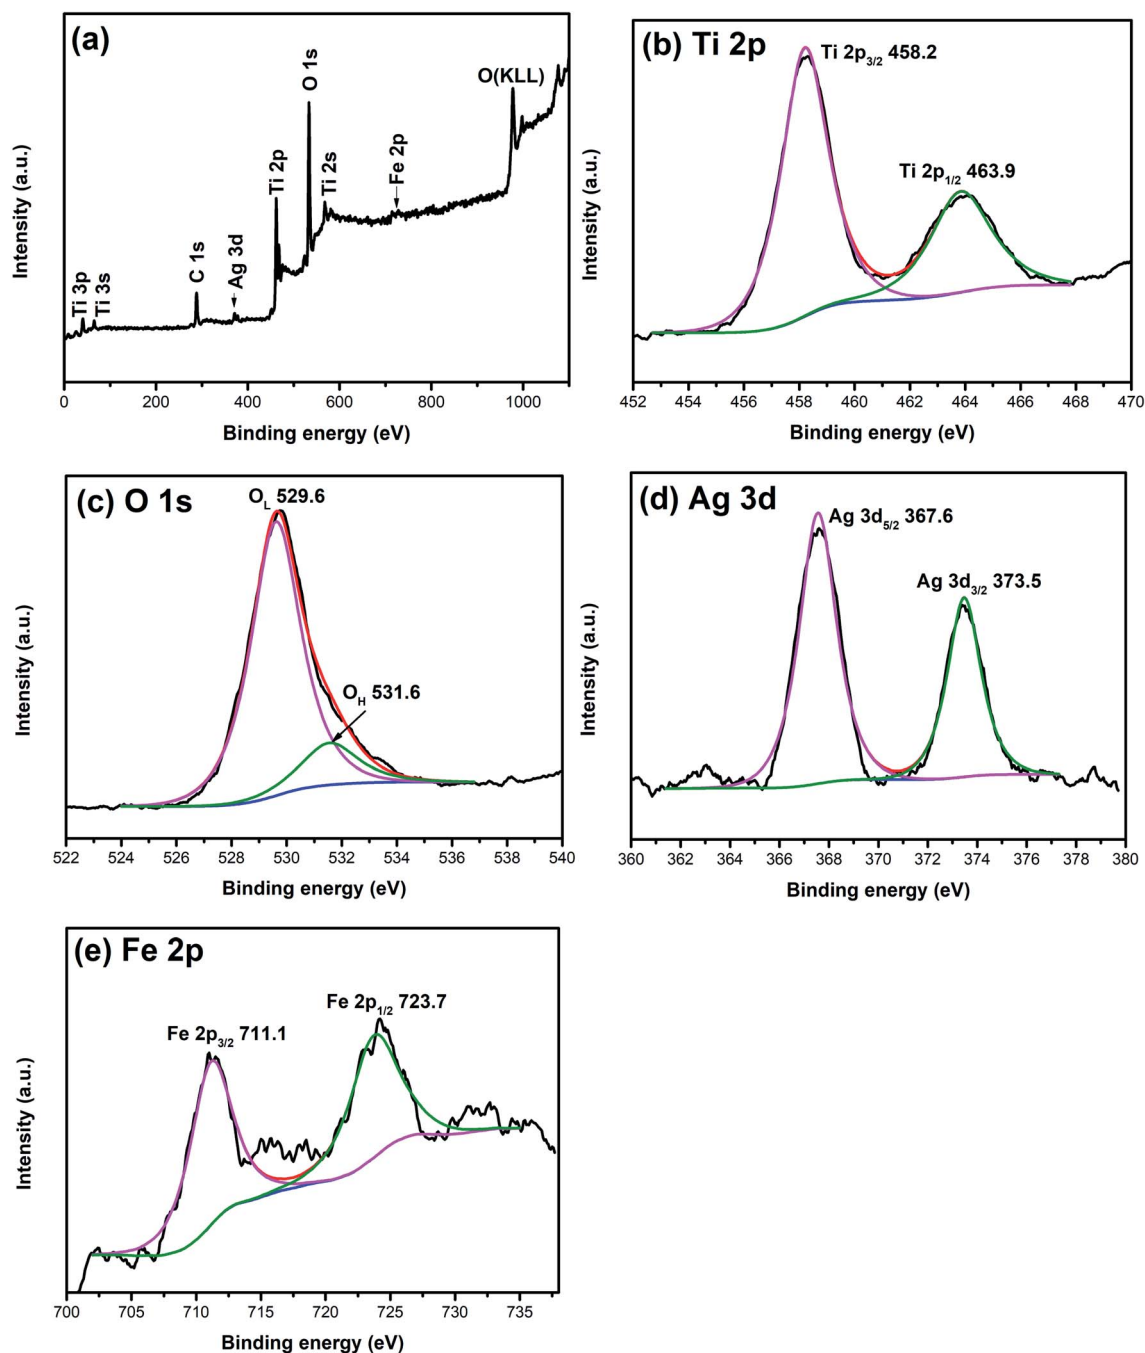 (a)
Ti 3p
Ti 3s
C 1s
Ag 3d
Ti 2p
O 1s
Ti 2s
Fe 2p
O(KLL)
Intensity (a.u.)
0 200 400 600 800 1000
Binding energy (eV)
(b) Ti 2p
Ti 2p3/2 458.2
Ti 2p1/2 463.9
Intensity (a.u.)
452 454 456 458 460 462 464 466 468 470
Binding energy (eV)
(c) O 1s
OL 529.6
OH 531.6
Intensity (a.u.)
522 524 526 528 530 532 534 536 538 540
Binding energy (eV)
(d) Ag 3d
Ag 3d5/2 367.6
Ag 3d3/2 373.5
Intensity (a.u.)
360 362 364 366 368 370 372 374 376 378 380
Binding energy (eV)
(e) Fe 2p
Fe 2p3/2 711.1
Fe 2p1/2 723.7
Intensity (a.u.)
700 705 710 715 720 725 730 735
Binding energy (eV)